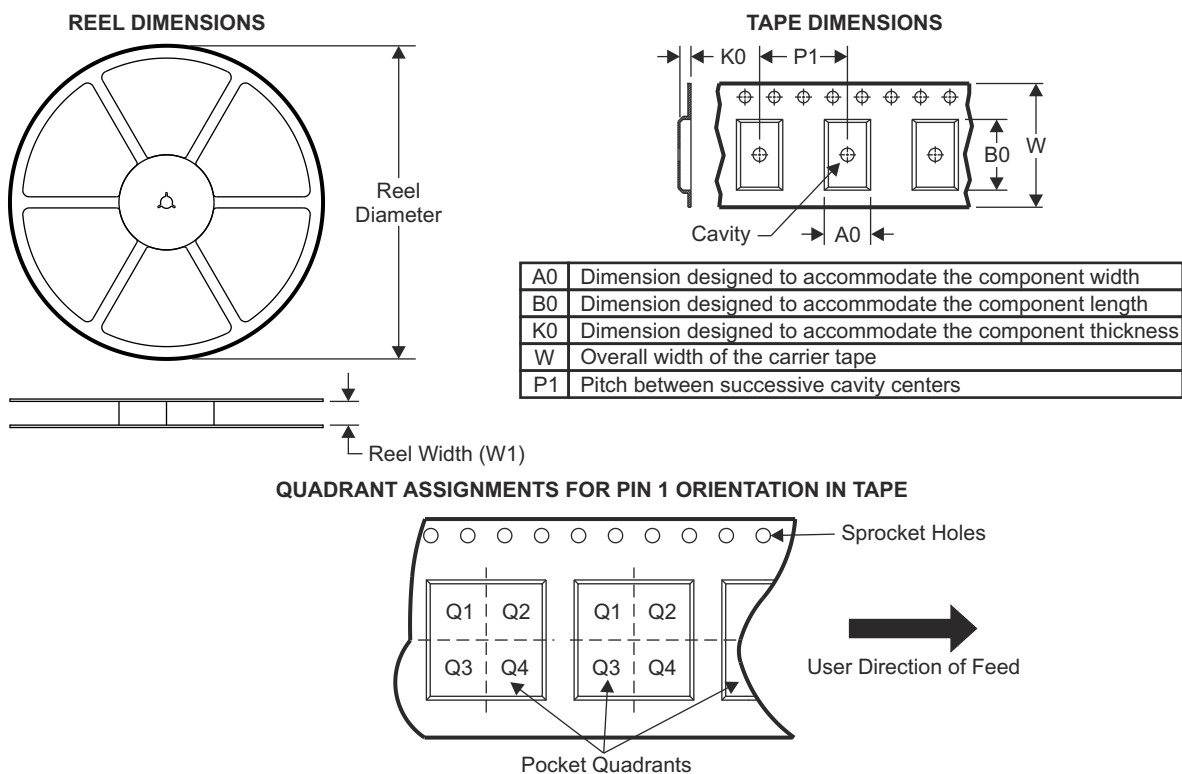 REEL DIMENSIONS
Reel
Diameter
Reel Width (W1)
TAPE DIMENSIONS
K0
P1
W
B0
Cavity
A0
A0 Dimension designed to accommodate the component width
B0 Dimension designed to accommodate the component length
K0 Dimension designed to accommodate the component thickness
W Overall width of the carrier tape
P1 Pitch between successive cavity centers
QUADRANT ASSIGNMENTS FOR PIN 1 ORIENTATION IN TAPE
Sprocket Holes
Q1 Q2 Q1 Q2
Q3 Q4 Q3 Q4
User Direction of Feed
Pocket Quadrants